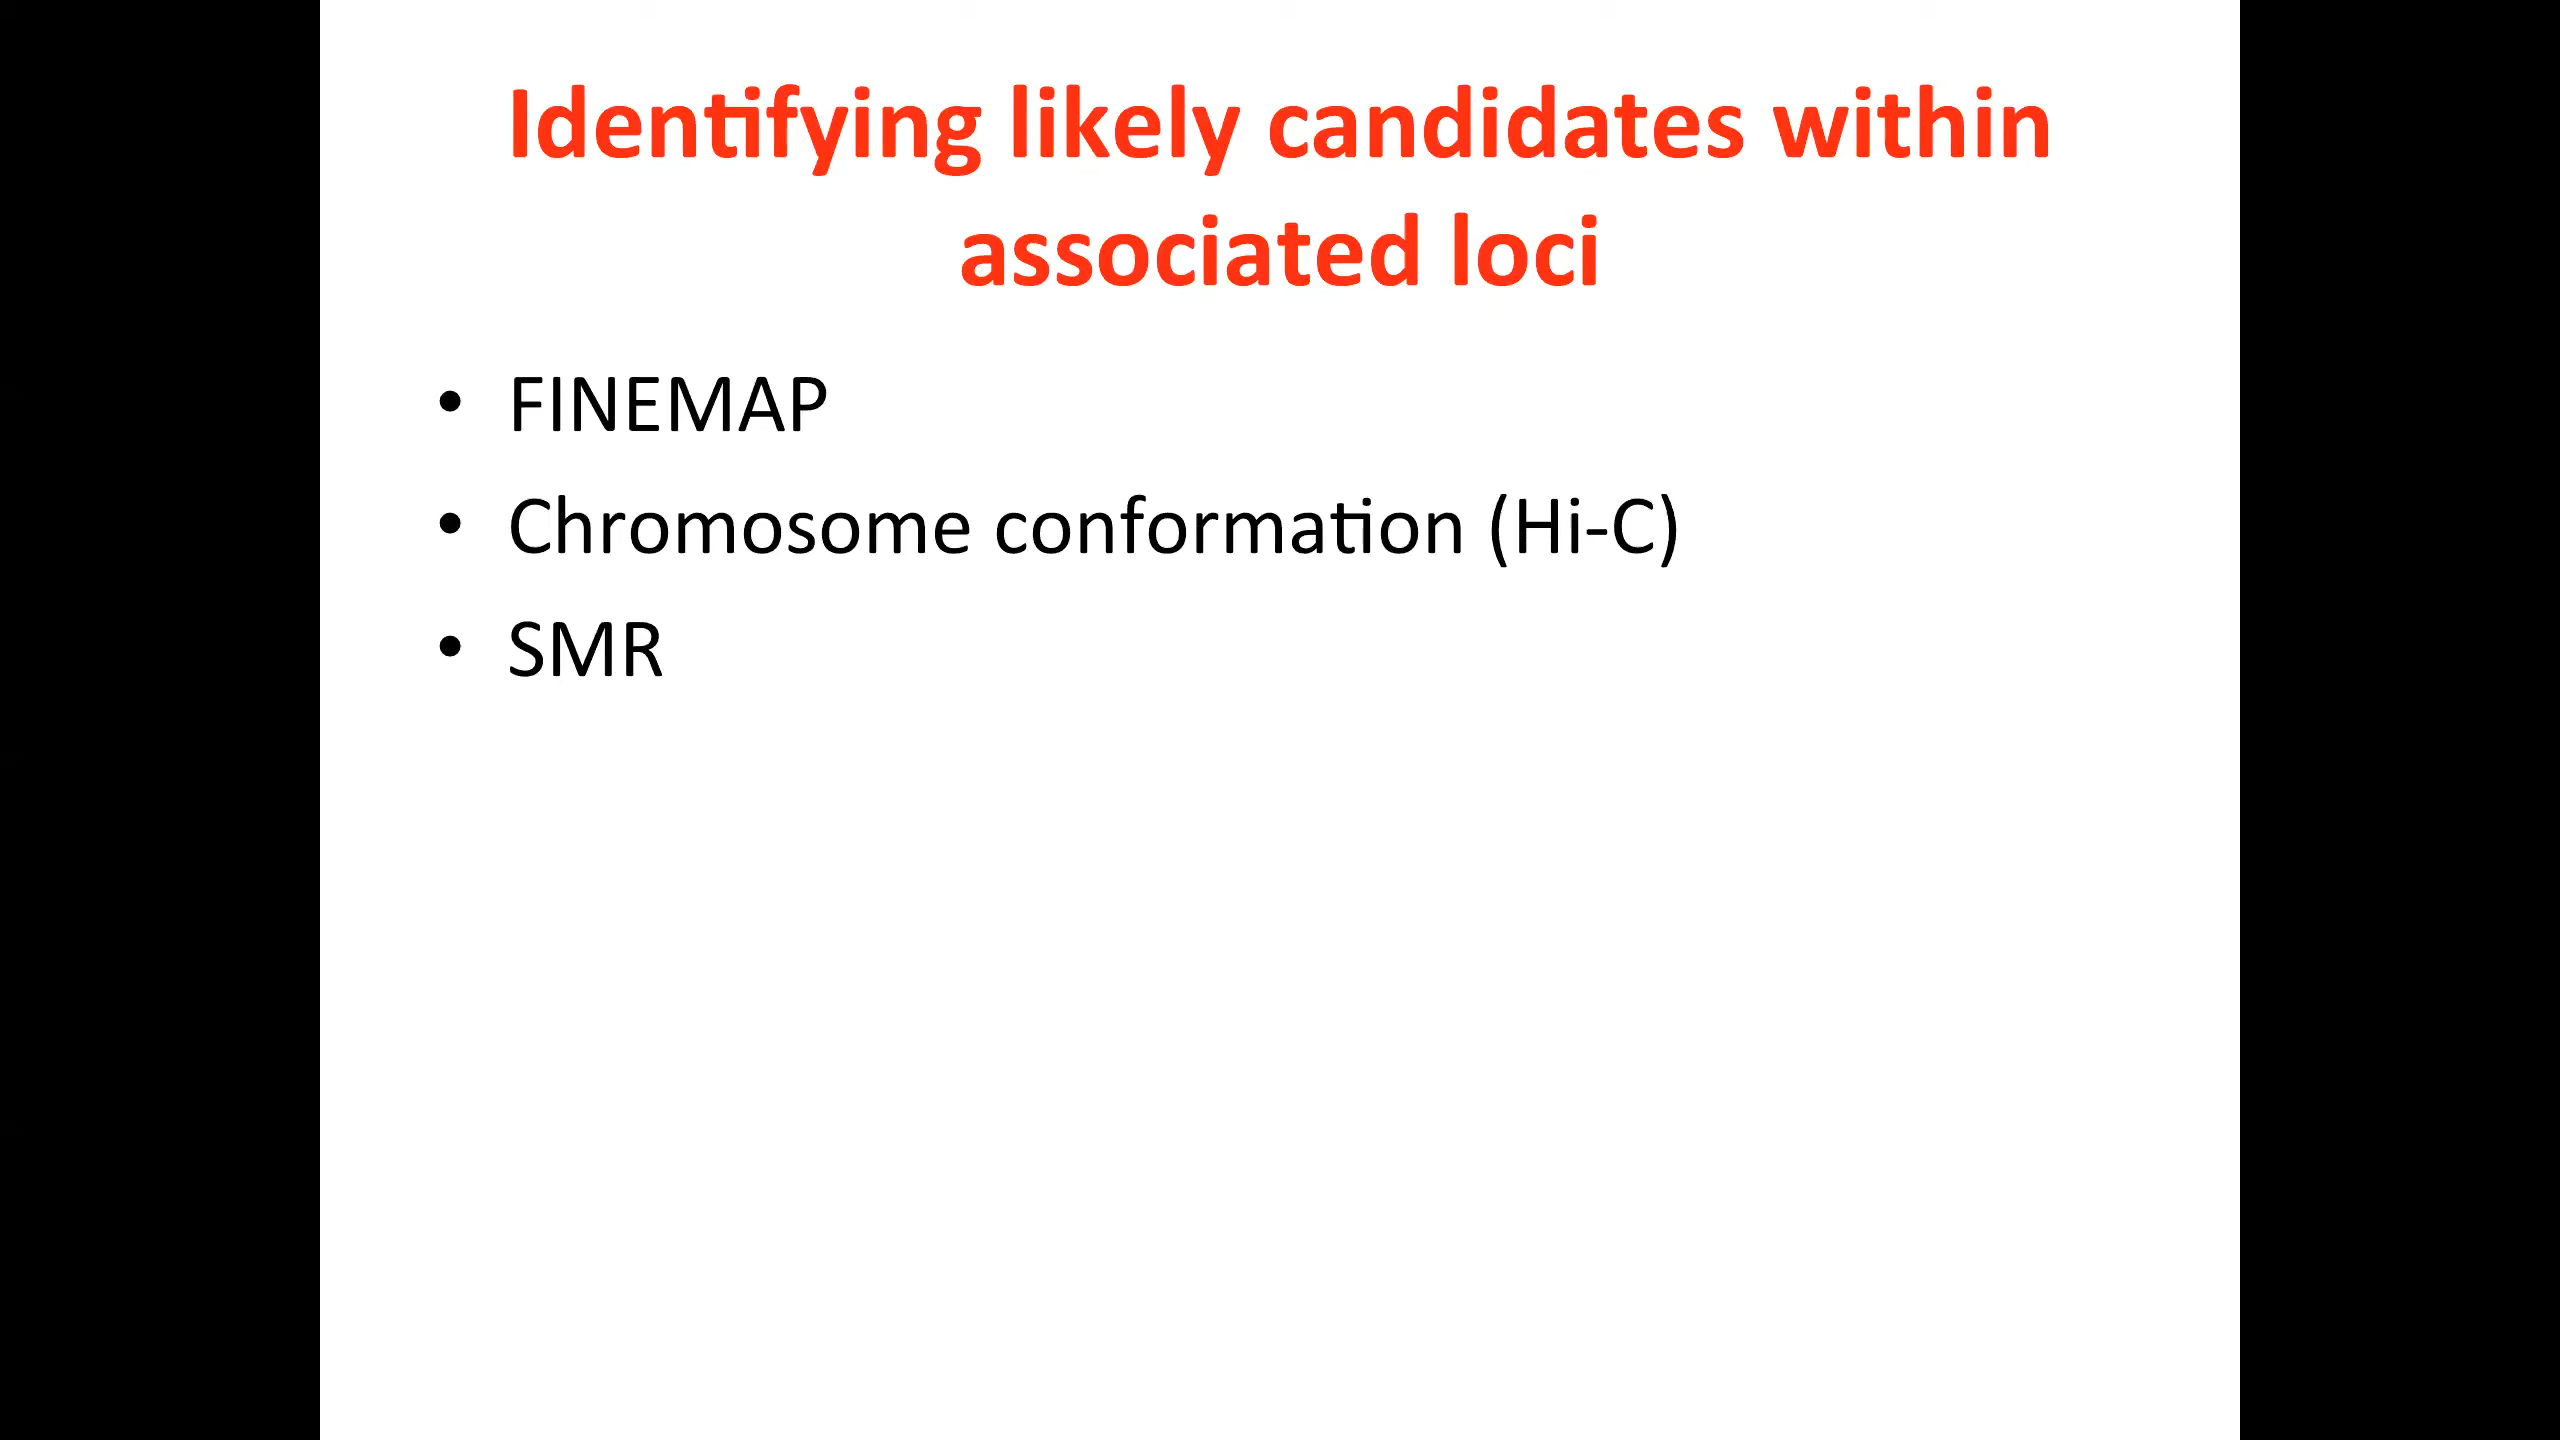 Identifying likely candidates within
associated loci
• FINEMAP
• Chromosome conformation (Hi-C)
• SMR